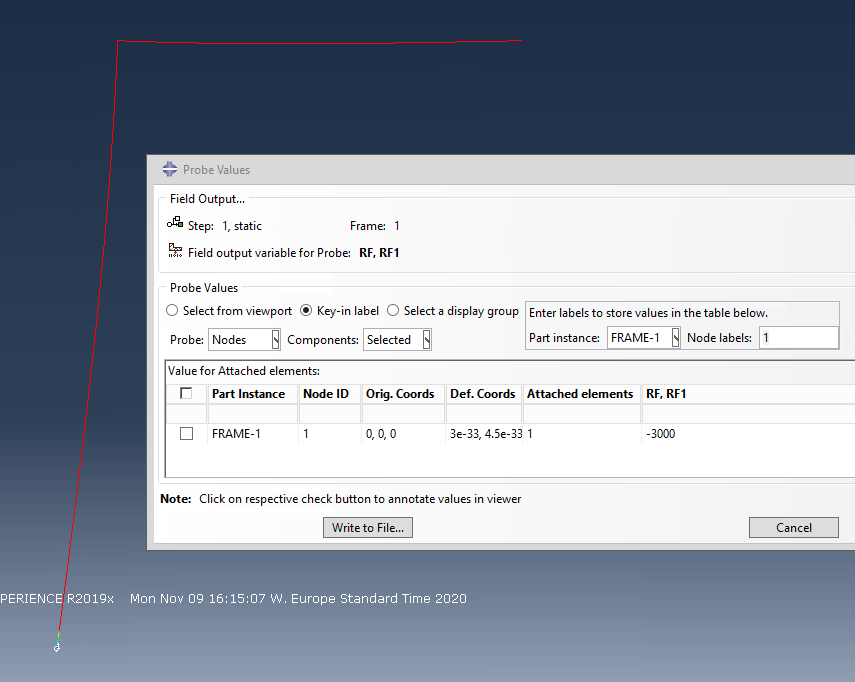 Probe Values
Field Output...
Step: 1, static Frame: 1
Field output variable for Probe: RF, RF1
Probe Values
Select from viewport Key-in label Select a display group
Enter labels to store values in the table below.
Probe: Nodes Components: Selected Part instance: FRAME-1 Node labels: 1
Value for Attached elements:
Part Instance Node ID Orig. Coords Def. Coords Attached elements RF, RF1
FRAME-1 1 0, 0, 0 3e-33, 4.5e-33 1 -3000
Note: Click on respective check button to annotate values in viewer
Write to File... Cancel
PERIENCE R2019x Mon Nov 09 16:15:07 W. Europe Standard Time 2020